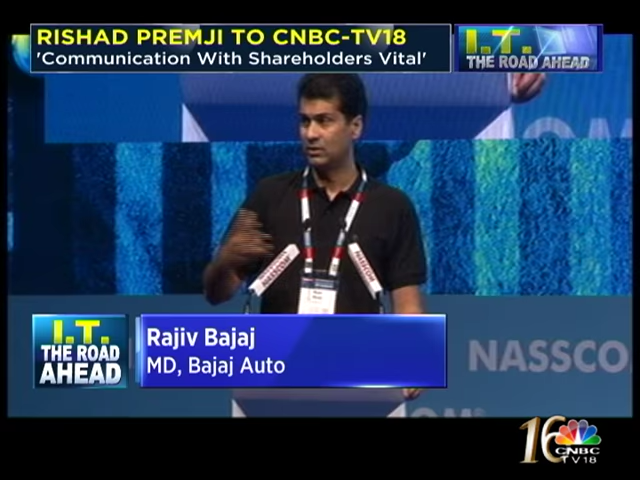 RISHAD PREMJI TO CNBC-TV18
'Communication With Shareholders Vital'
I.T.
THE ROAD AHEAD
NASSCOM
NASSCOM
I.T.
THE ROAD
AHEAD
Rajiv Bajaj
MD, Bajaj Auto
NASSCO
OM
16
CNBC
TV18